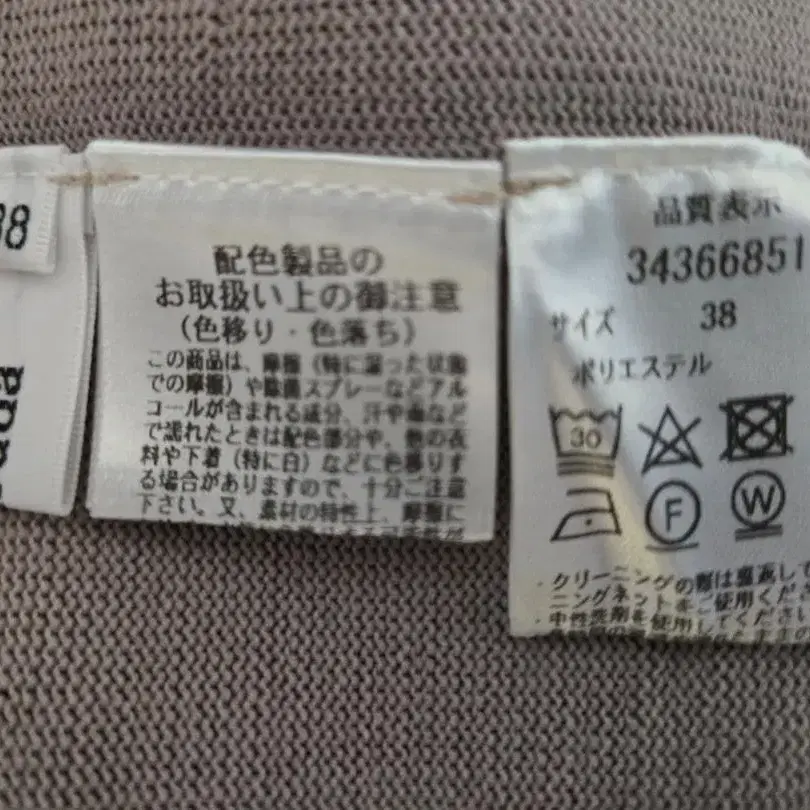 38
配色製品の
お取扱い上の御注意
(色移り・色落ち)
この商品は、摩擦（特に湿った状態
での摩擦）や除菌スプレーなどアル
コールが含まれる成分、汗や雨など
で濡れたときは配色部分や、他の衣
料や下着（特に白）などに色移りす
る場合がありますので、十分ご注意
下さい。又、素材の特性上、摩擦に
品質表示
34366851
サイズ 38
ポリエステル
30
F
W
・クリーニングの際は裏返して
ニングネットをご使用くだ
・中性洗剤を使用してくださ